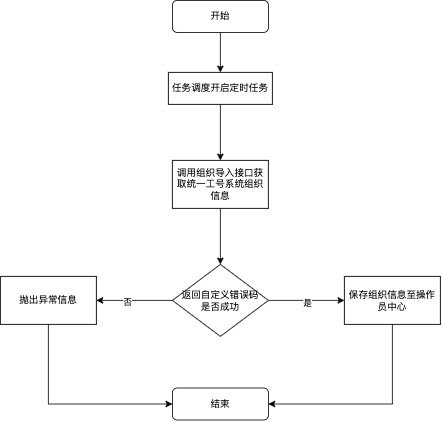 开始
任务调度开启定时任务
调用组织导入接口获
取统一工号系统组织
信息
返回自定义错误码
是否成功
否
是
抛出异常信息
保存组织信息至操作
员中心
结束